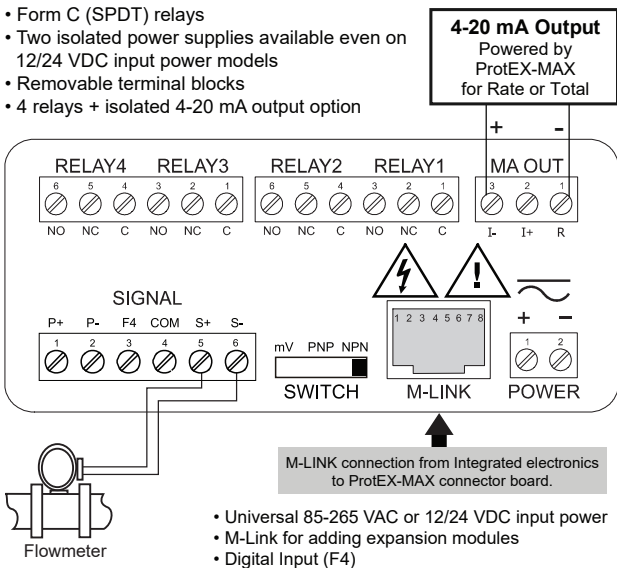 • Form C (SPDT) relays
• Two isolated power supplies available even on
12/24 VDC input power models
• Removable terminal blocks
• 4 relays + isolated 4-20 mA output option
4-20 mA Output
Powered by
ProtEX-MAX
for Rate or Total
+ -
RELAY4 RELAY3 RELAY2 RELAY1 MA OUT
6 5 4 3 2 1 6 5 4 3 2 1 3 2 1
NO NC C NO NC C NO NC C NO NC C I- I+ R
!
SIGNAL
P+ P- F4 COM S+ S-
1 2 3 4 5 6
mV PNP NPN
SWITCH
1 2 3 4 5 6 7 8
M-LINK
+ -
1 2
POWER
M-LINK connection from Integrated electronics
to ProtEX-MAX connector board.
Flowmeter
• Universal 85-265 VAC or 12/24 VDC input power
• M-Link for adding expansion modules
• Digital Input (F4)